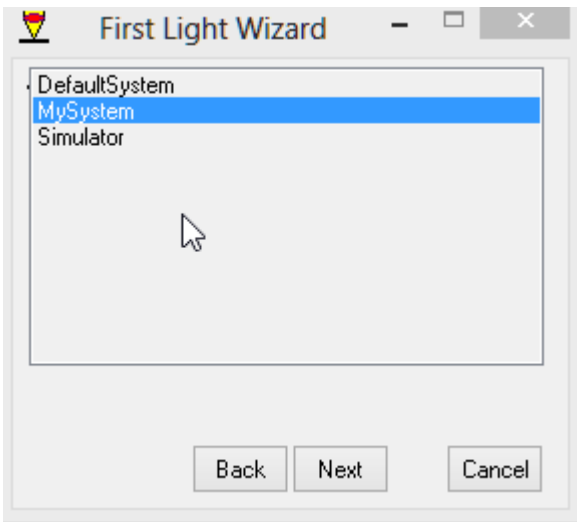 First Light Wizard
DefaultSystem
MySystem
Simulator
Back Next Cancel